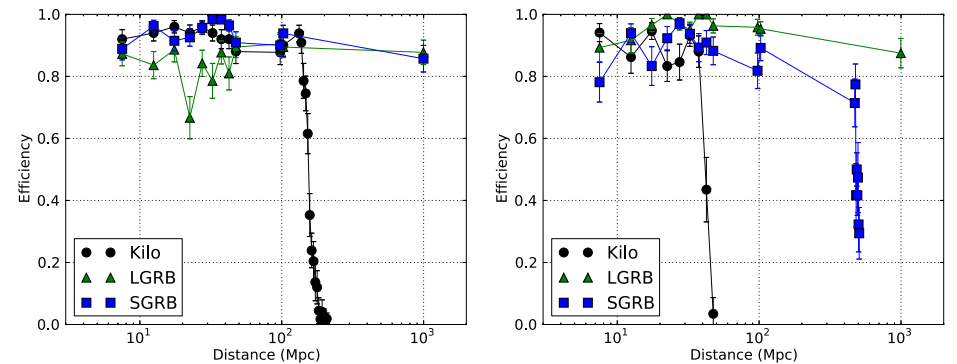 1.0
0.8
0.6
0.4
0.2
0.0
Efficiency
Kilo
LGRB
SGRB
10¹
10²
10³
Distance (Mpc)
1.0
0.8
0.6
0.4
0.2
0.0
Efficiency
Kilo
LGRB
SGRB
10¹
10²
10³
Distance (Mpc)